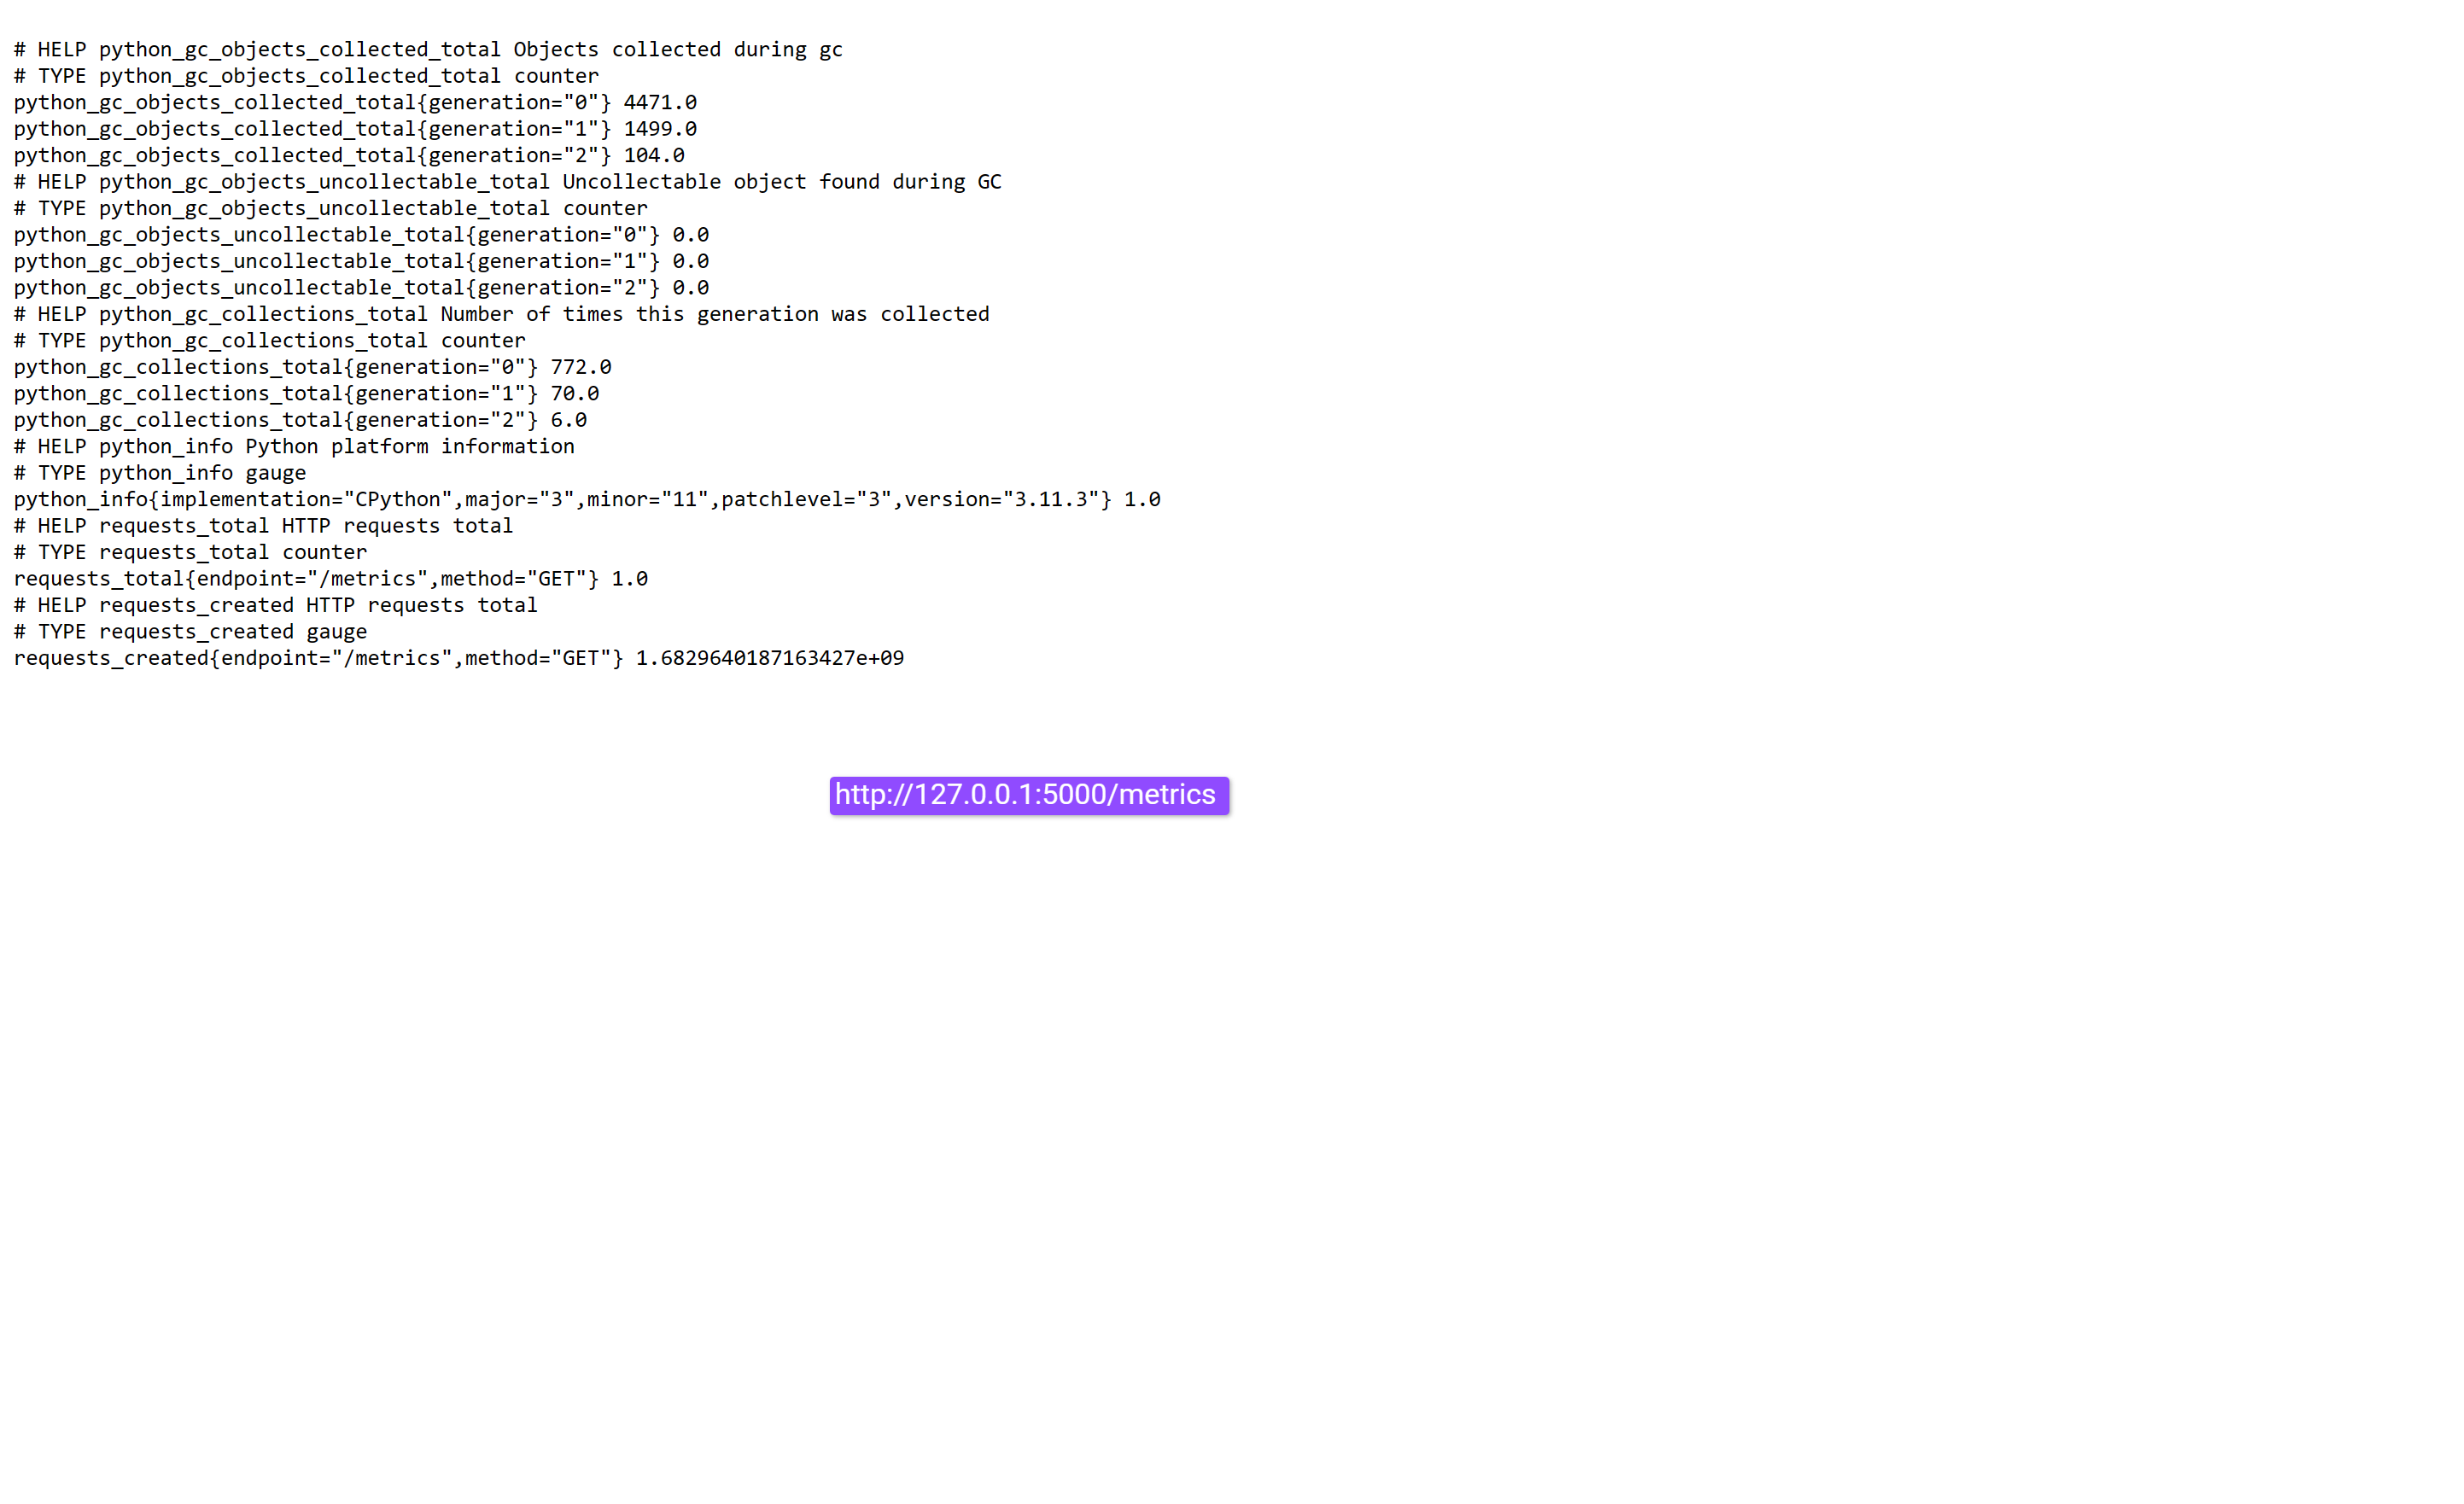 # HELP python_gc_objects_collected_total Objects collected during gc
# TYPE python_gc_objects_collected_total counter
python_gc_objects_collected_total{generation="0"} 4471.0
python_gc_objects_collected_total{generation="1"} 1499.0
python_gc_objects_collected_total{generation="2"} 104.0
# HELP python_gc_objects_uncollectable_total Uncollectable object found during GC
# TYPE python_gc_objects_uncollectable_total counter
python_gc_objects_uncollectable_total{generation="0"} 0.0
python_gc_objects_uncollectable_total{generation="1"} 0.0
python_gc_objects_uncollectable_total{generation="2"} 0.0
# HELP python_gc_collections_total Number of times this generation was collected
# TYPE python_gc_collections_total counter
python_gc_collections_total{generation="0"} 772.0
python_gc_collections_total{generation="1"} 70.0
python_gc_collections_total{generation="2"} 6.0
# HELP python_info Python platform information
# TYPE python_info gauge
python_info{implementation="CPython",major="3",minor="11",patchlevel="3",version="3.11.3"} 1.0
# HELP requests_total HTTP requests total
# TYPE requests_total counter
requests_total{endpoint="/metrics",method="GET"} 1.0
# HELP requests_created HTTP requests total
# TYPE requests_created gauge
requests_created{endpoint="/metrics",method="GET"} 1.6829640187163427e+09
http://127.0.0.1:5000/metrics